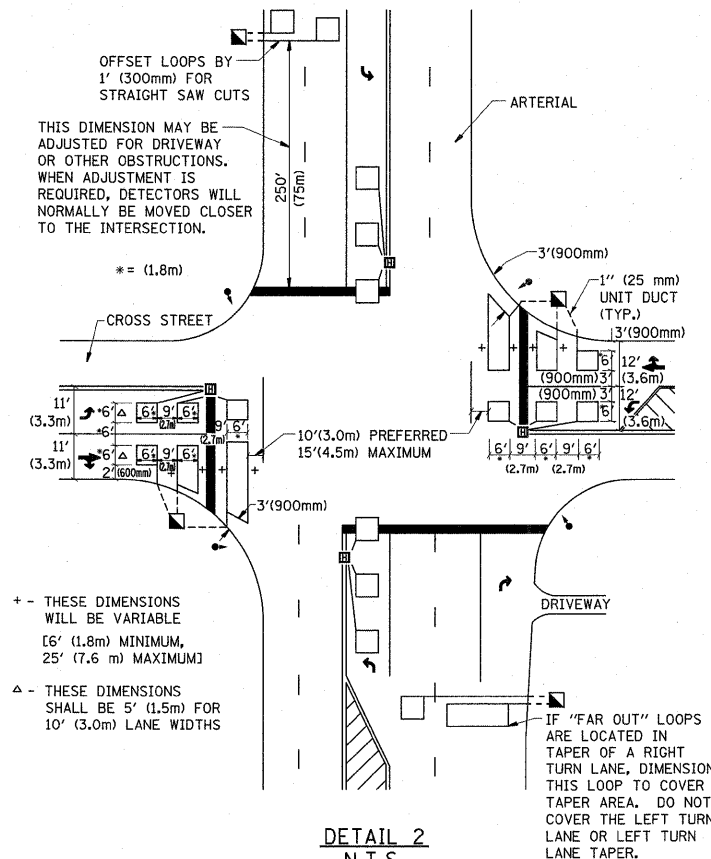 OFFSET LOOPS BY
1' (300mm) FOR
STRAIGHT SAW CUTS
THIS DIMENSION MAY BE
ADJUSTED FOR DRIVEWAY
OR OTHER OBSTRUCTIONS.
WHEN ADJUSTMENT IS
REQUIRED, DETECTORS WILL
NORMALLY BE MOVED CLOSER
TO THE INTERSECTION.
250'
(75m)
ARTERIAL
* = (1.8m)
3'(900mm)
1" (25 mm)
UNIT DUCT
(TYP.)
CROSS STREET
3'(900mm)
6'
*
12'
(3.6m)
(900mm)3'
(900mm)3'
12'
(3.6m)
6'
*
11'
(3.3m)
*6'
△
6'
*
9'
(2.7m)
6'
*
9'
(2.7m)
6'
*
11'
(3.3m)
*6'
*6'
△
6'
*
9'
(2.7m)
6'
*
2'
(600mm)
10'(3.0m) PREFERRED
15'(4.5m) MAXIMUM
6' 9' 6' 9' 6'
* * *
(2.7m) (2.7m)
3'(900mm)
+ - THESE DIMENSIONS
WILL BE VARIABLE
[6' (1.8m) MINIMUM,
25' (7.6 m) MAXIMUM]
△ - THESE DIMENSIONS
SHALL BE 5' (1.5m) FOR
10' (3.0m) LANE WIDTHS
DRIVEWAY
IF "FAR OUT" LOOPS
ARE LOCATED IN
TAPER OF A RIGHT
TURN LANE, DIMENSION
THIS LOOP TO COVER
TAPER AREA. DO NOT
COVER THE LEFT TURN
LANE OR LEFT TURN
LANE TAPER.
DETAIL 2
N.T.S.